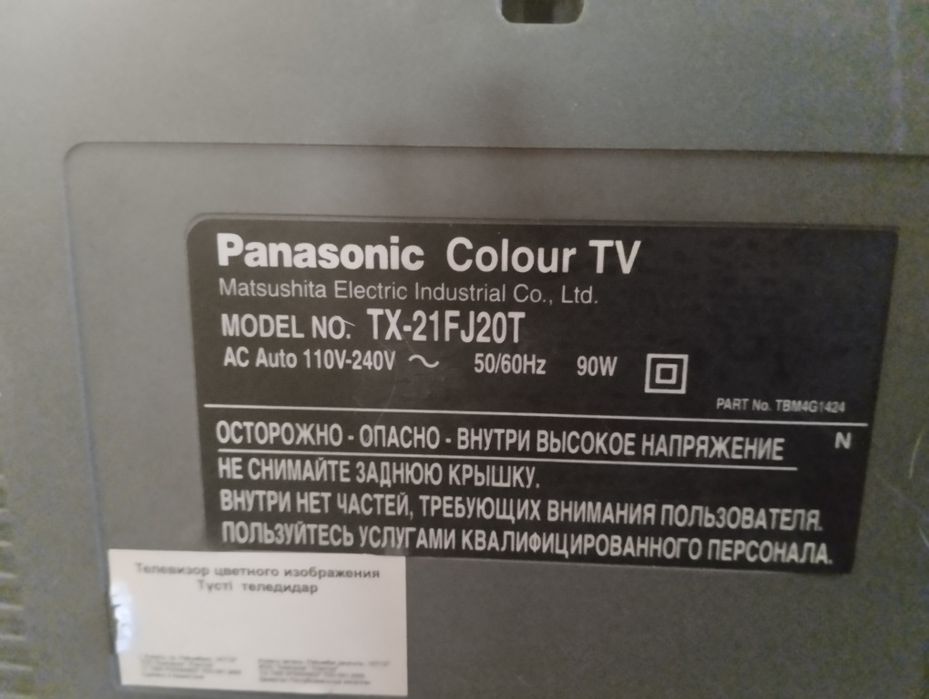 Panasonic Colour TV
Matsushita Electric Industrial Co., Ltd.
MODEL NO. TX-21FJ20T
AC Auto 110V-240V ~ 50/60Hz 90W
PART No. TBM4G1424
ОСТОРОЖНО - ОПАСНО - ВНУТРИ ВЫСОКОЕ НАПРЯЖЕНИЕ N
НЕ СНИМАЙТЕ ЗАДНЮЮ КРЫШКУ.
ВНУТРИ НЕТ ЧАСТЕЙ, ТРЕБУЮЩИХ ВНИМАНИЯ ПОЛЬЗОВАТЕЛЯ.
ПОЛЬЗУЙТЕСЬ УСЛУГАМИ КВАЛИФИЦИРОВАННОГО ПЕРСОНАЛА.
Телевизор цветного изображения
Түсті теледидар